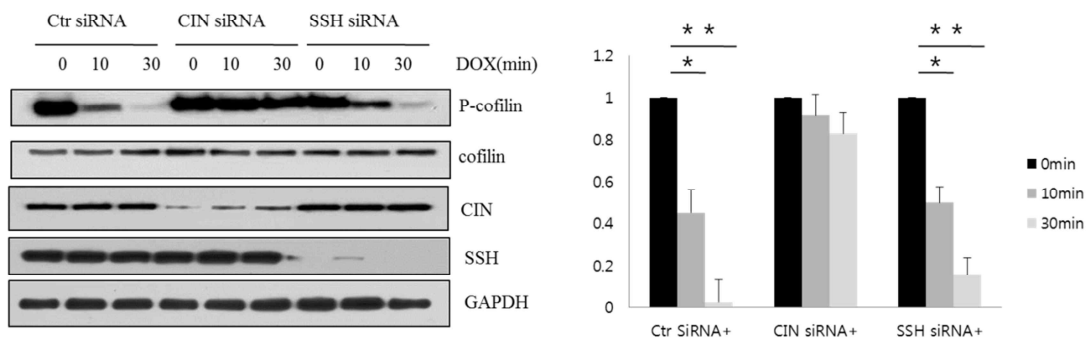 Ctr siRNA CIN siRNA SSH siRNA
0 10 30 0 10 30 0 10 30 DOX(min)
P-cofilin
cofilin
CIN
SSH
GAPDH
* * * *
* *
1.2
1
0.8
0.6
0.4
0.2
0
0min
10min
30min
Ctr SiRNA+ CIN siRNA+ SSH siRNA+